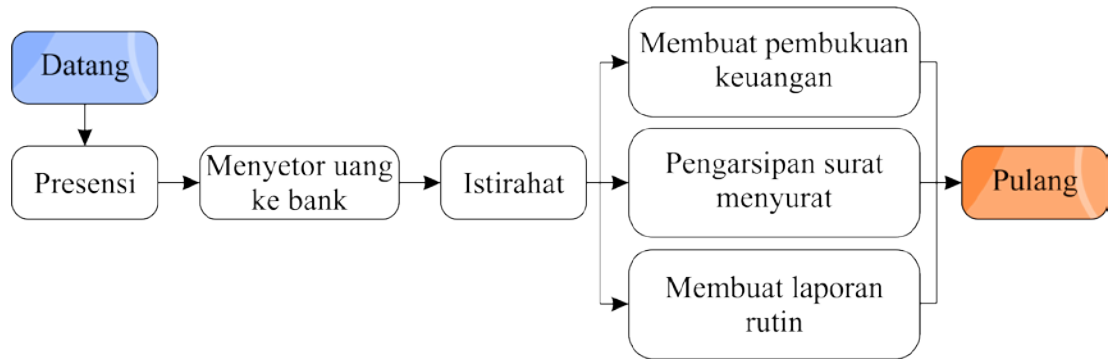 Datang
Presensi
Menyetor uang
ke bank
Istirahat
Membuat pembukuan
keuangan
Pengarsipan surat
menyurat
Membuat laporan
rutin
Pulang